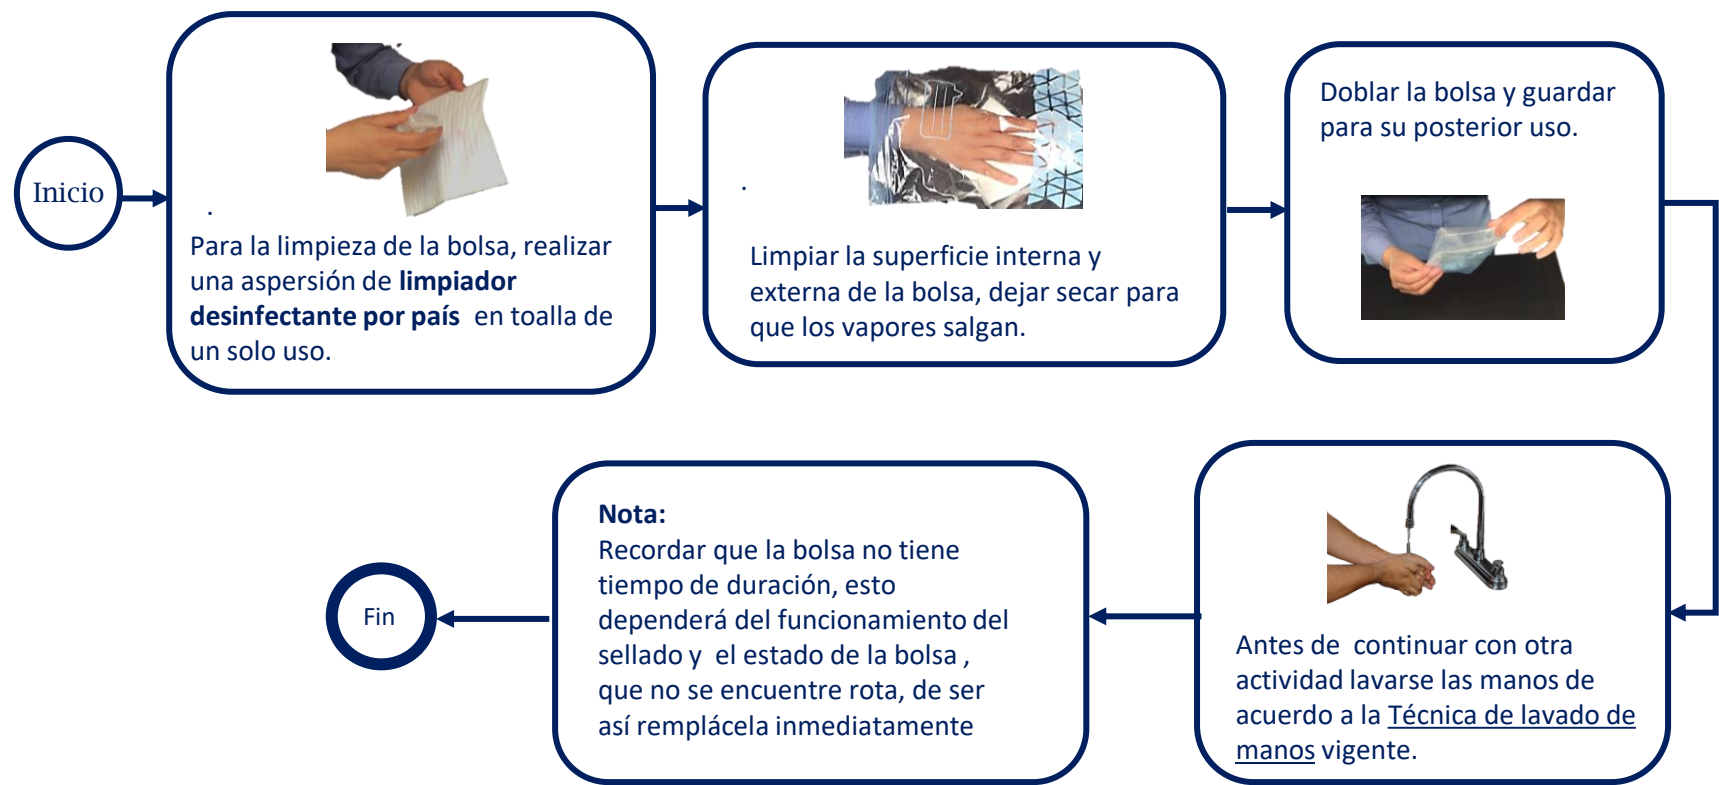 Inicio
.
Para la limpieza de la bolsa, realizar
una aspersión de limpiador
desinfectante por país en toalla de
un solo uso.
.
Limpiar la superficie interna y
externa de la bolsa, dejar secar para
que los vapores salgan.
Doblar la bolsa y guardar
para su posterior uso.
Antes de continuar con otra
actividad lavarse las manos de
acuerdo a la Técnica de lavado de
manos vigente.
Nota:
Recordar que la bolsa no tiene
tiempo de duración, esto
dependerá del funcionamiento del
sellado y el estado de la bolsa ,
que no se encuentre rota, de ser
así remplácela inmediatamente
Fin